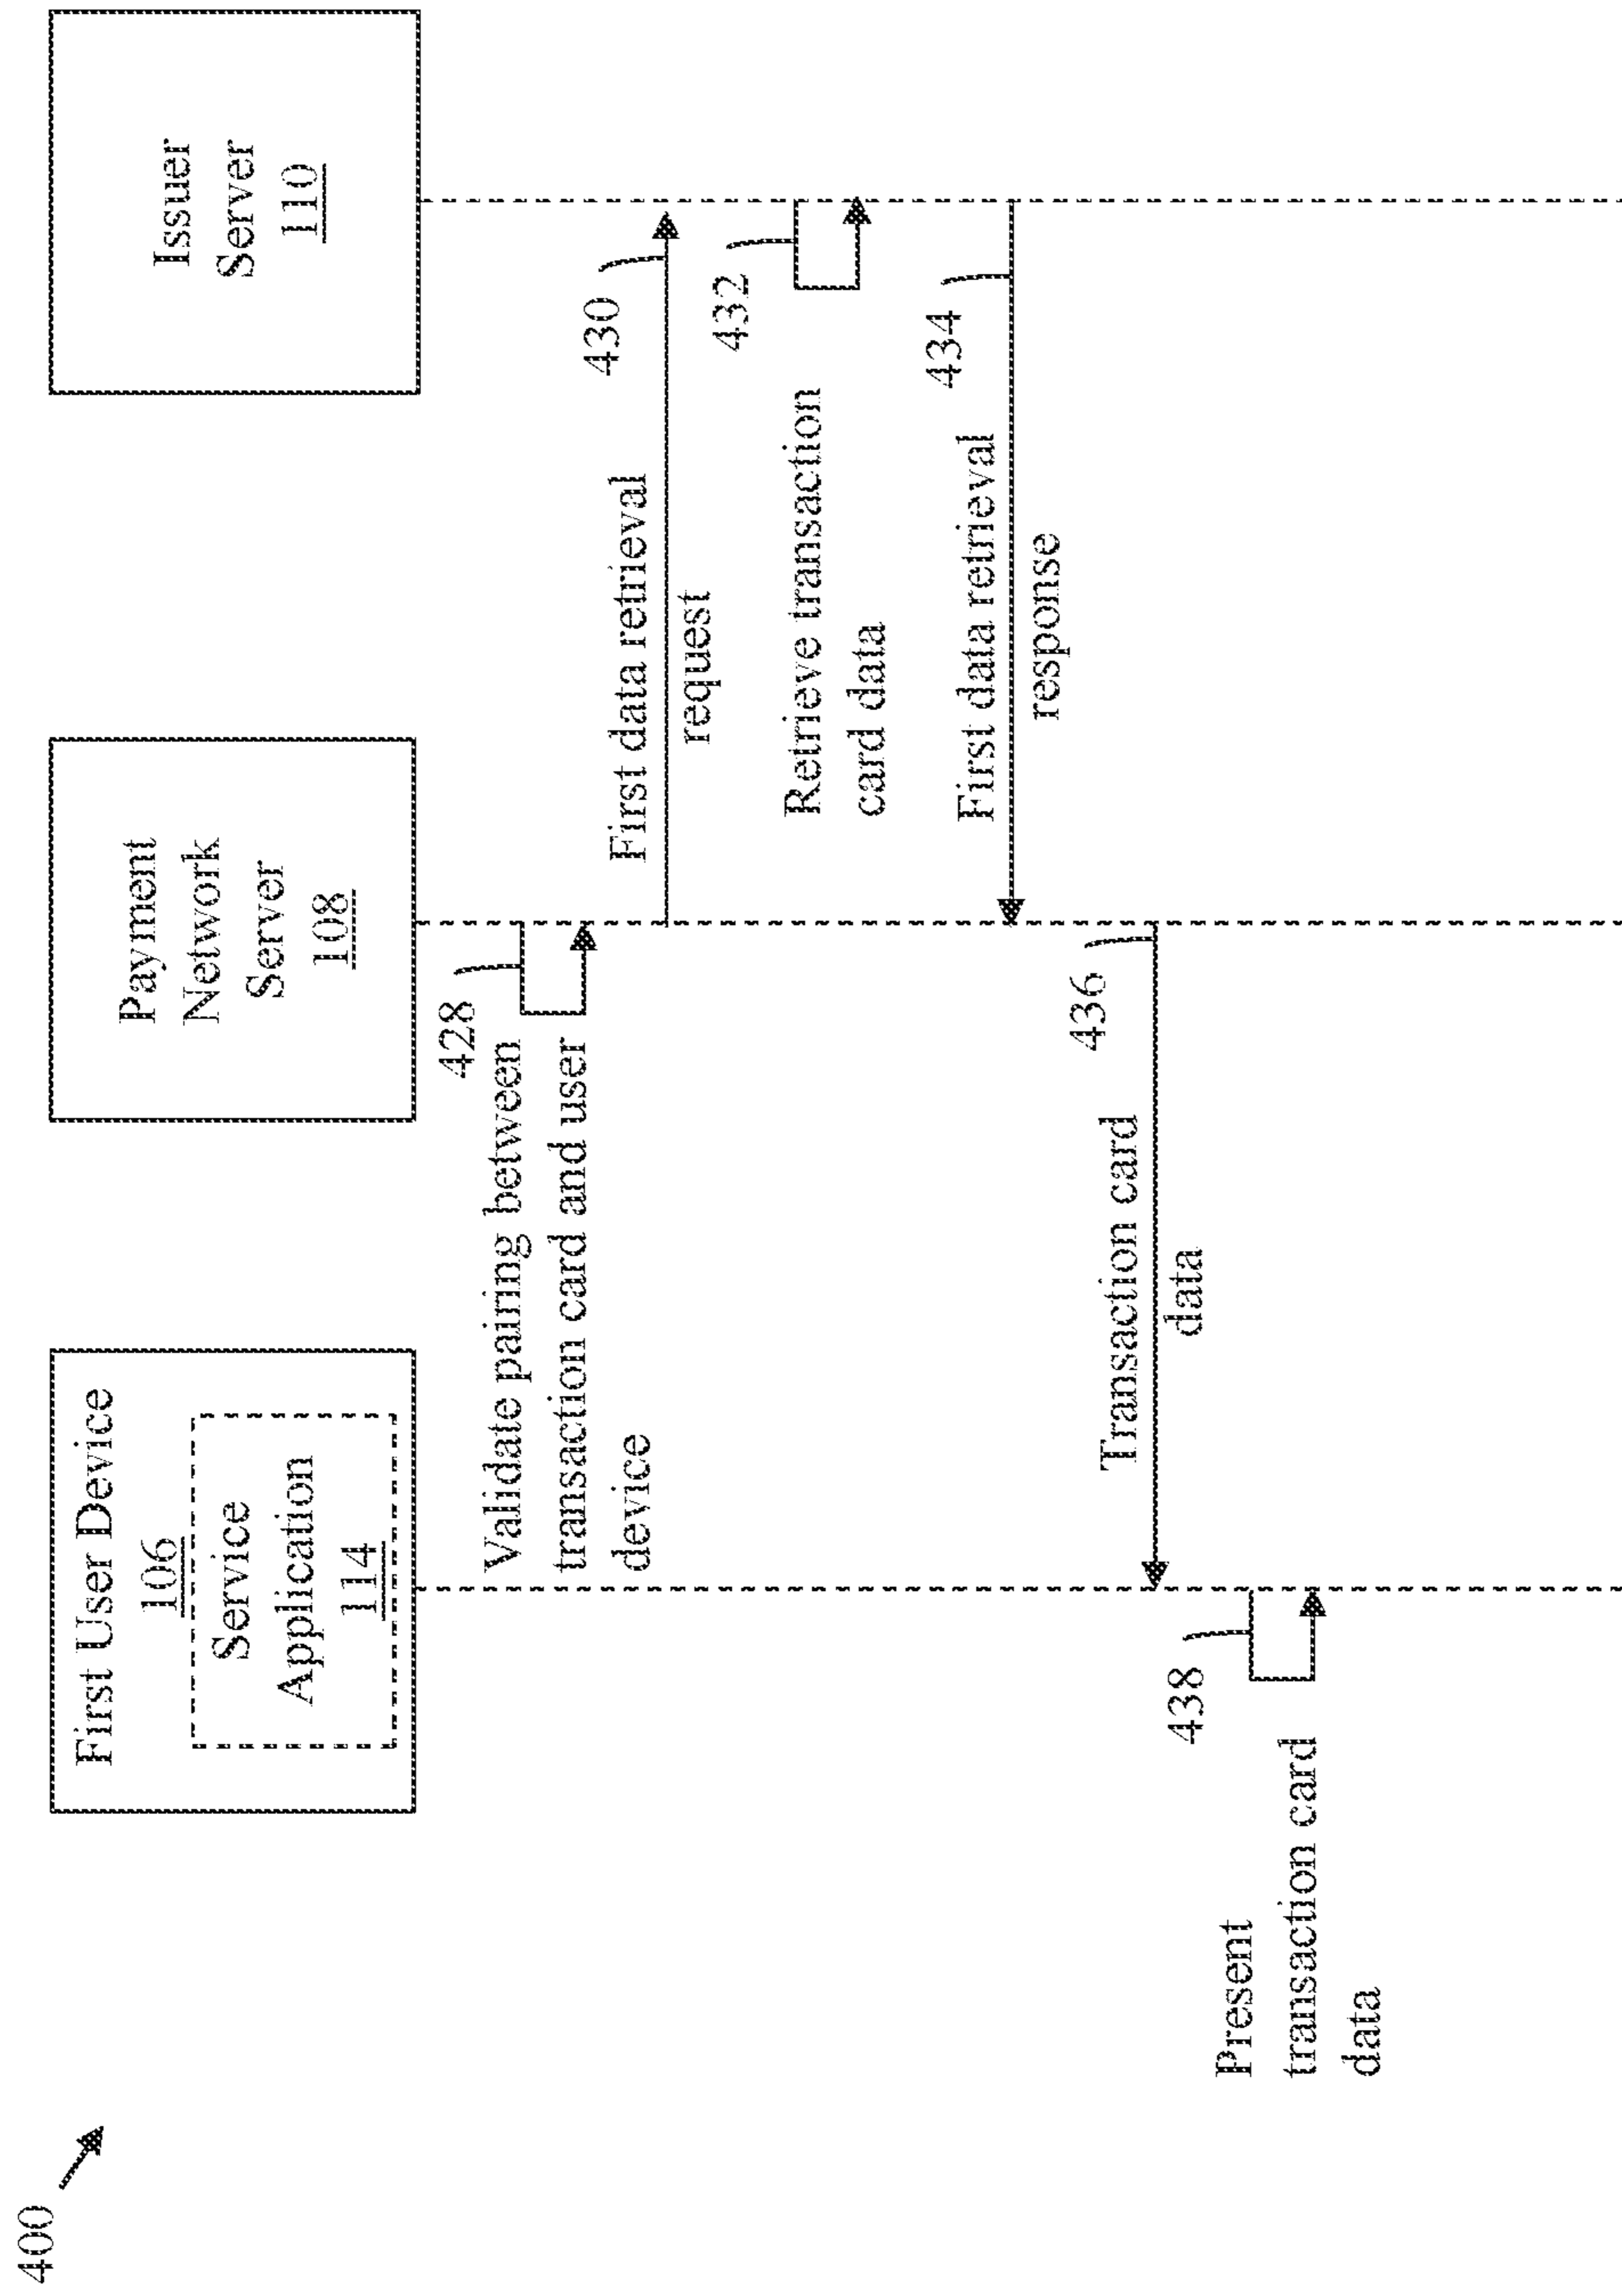 400
First User Device
106
Service
Application
114
Payment
Network
Server
108
Issuer
Server
110
428
Validate pairing between
transaction card and user
device
430
First data retrieval
request
432
Retrieve transaction
card data
434
First data retrieval
response
436
Transaction card
data
438
Present
transaction card
data